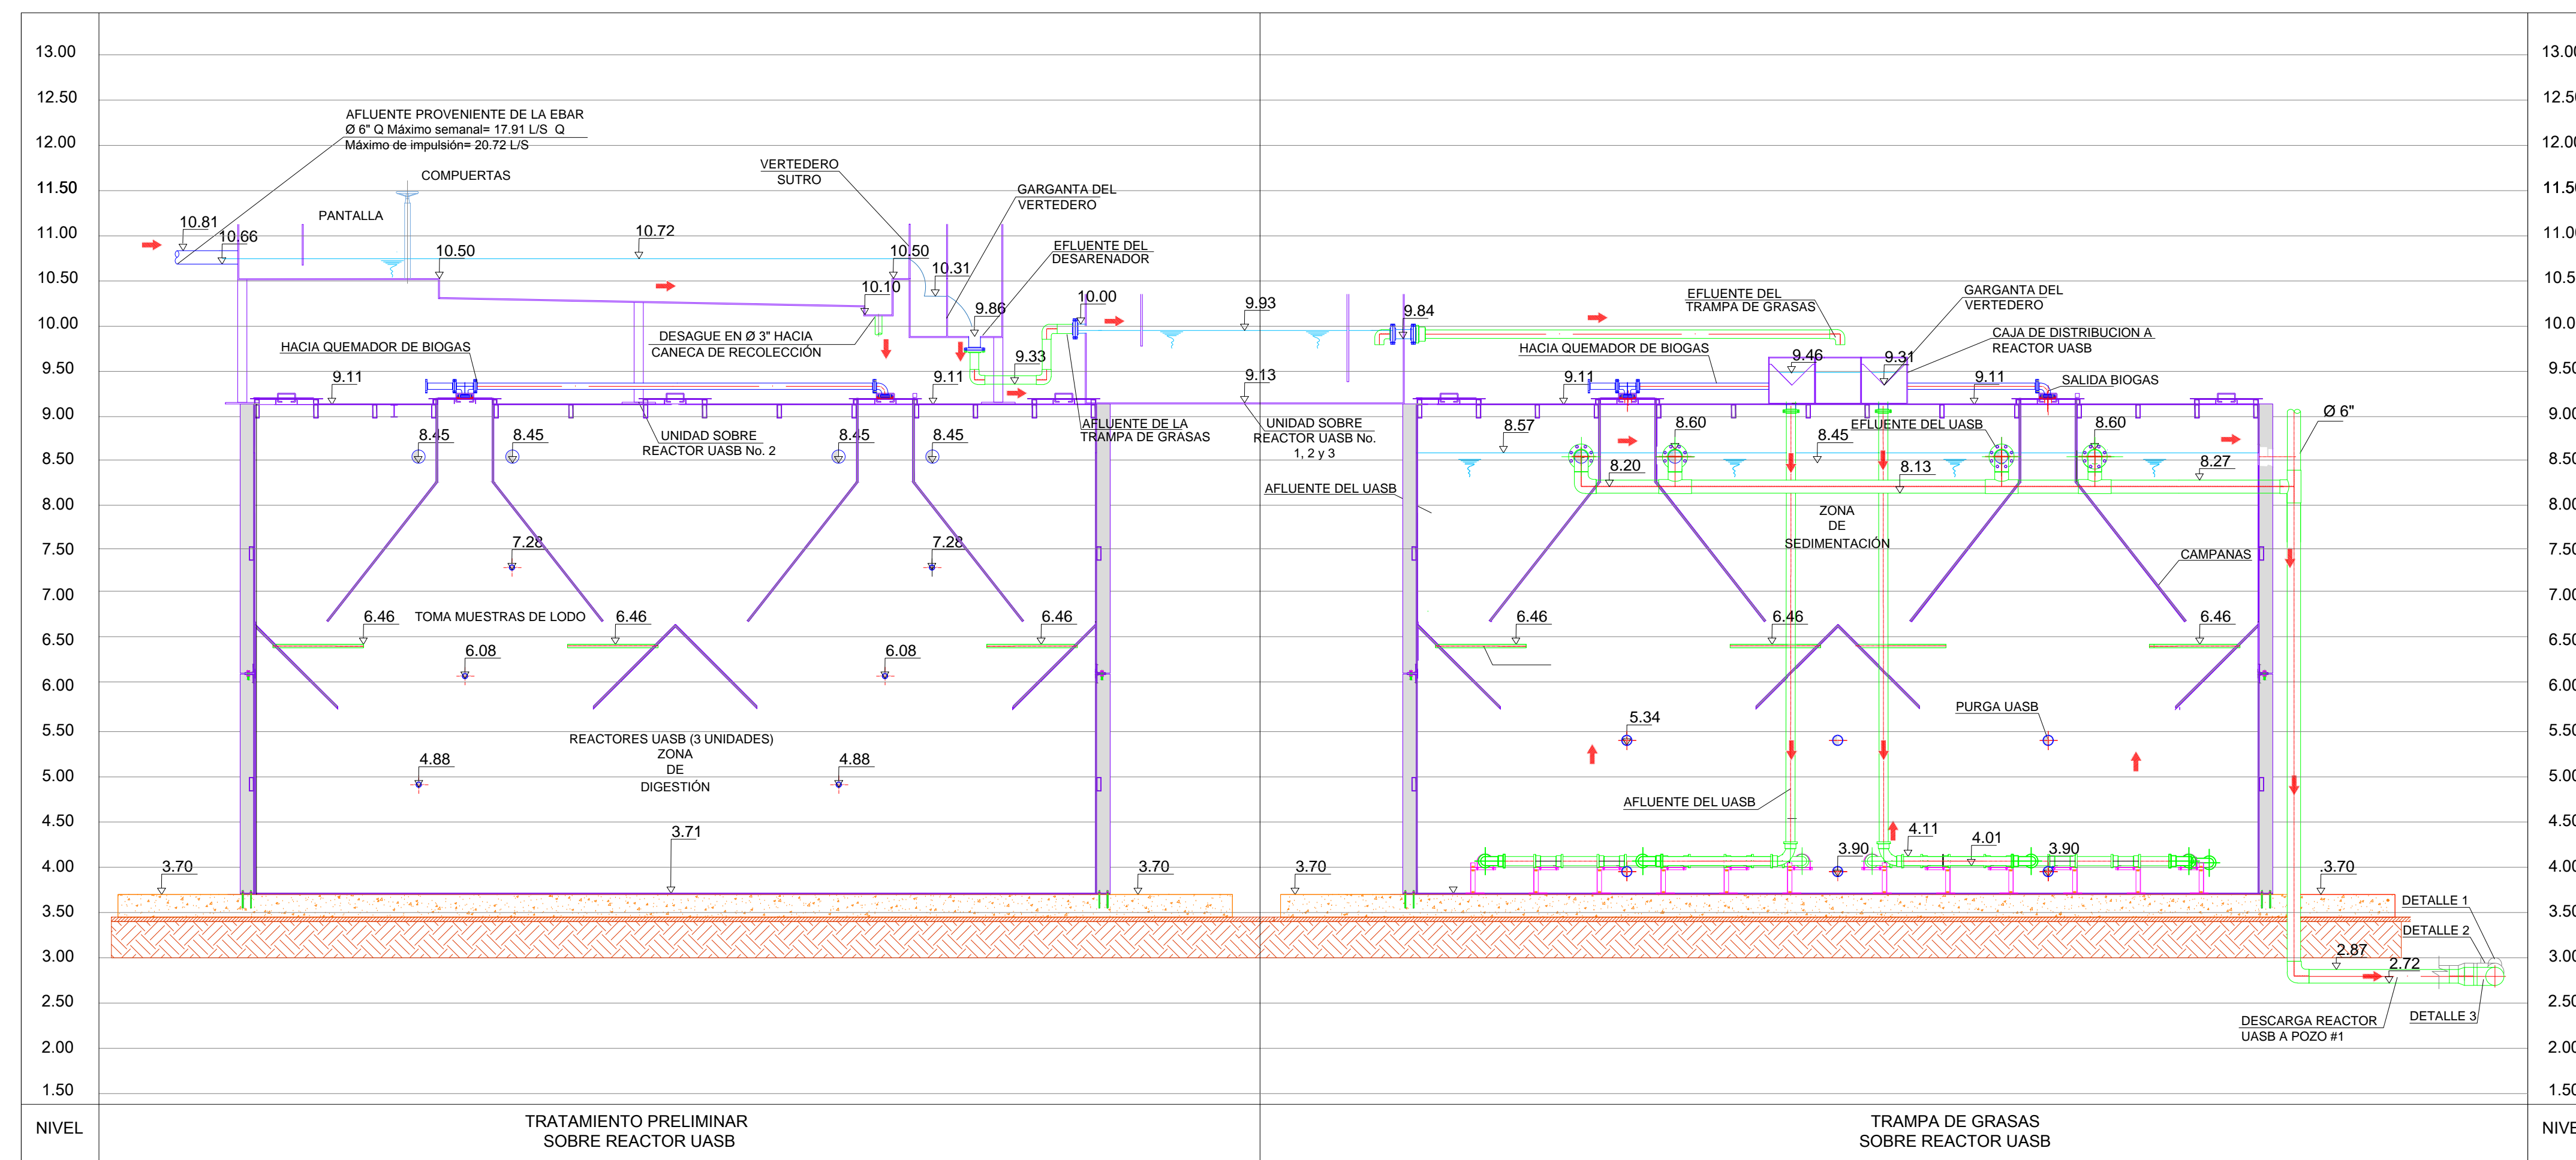 13.00
12.50
12.00
11.50
11.00
10.50
10.00
9.50
9.00
8.50
8.00
7.50
7.00
6.50
6.00
5.50
5.00
4.50
4.00
3.50
3.00
2.50
2.00
1.50
NIVEL
AFLUENTE PROVENIENTE DE LA EBAR
Ø 6" Q Máximo semanal= 17.91 L/S Q
Máximo de impulsión= 20.72 L/S
COMPUERTAS
PANTALLA
10.81
10.66
10.50
10.72
VERTEDERO
SUTRO
GARGANTA DEL
VERTEDERO
EFLUENTE DEL
DESARENADOR
10.50
10.31
10.10
9.86
10.00
9.93
9.84
DESAGUE EN Ø 3" HACIA
CANECA DE RECOLECCIÓN
HACIA QUEMADOR DE BIOGAS
9.33
9.11
9.11
9.13
AFLUENTE DE LA
TRAMPA DE GRASAS
UNIDAD SOBRE
REACTOR UASB No. 2
UNIDAD SOBRE
REACTOR UASB No.
1, 2 y 3
8.45
8.45
8.45
8.45
7.28
7.28
TOMA MUESTRAS DE LODO
6.46
6.46
6.46
6.08
6.08
REACTORES UASB (3 UNIDADES)
ZONA
DE
DIGESTIÓN
4.88
4.88
3.71
3.70
3.70
TRATAMIENTO PRELIMINAR
SOBRE REACTOR UASB
EFLUENTE DEL
TRAMPA DE GRASAS
GARGANTA DEL
VERTEDERO
CAJA DE DISTRIBUCION A
REACTOR UASB
HACIA QUEMADOR DE BIOGAS
9.46
9.31
SALIDA BIOGAS
9.11
9.11
Ø 6"
8.57
8.60
8.45
EFLUENTE DEL UASB
8.60
8.20
8.13
8.27
AFLUENTE DEL UASB
ZONA
DE
SEDIMENTACIÓN
CAMPANAS
6.46
6.46
6.46
5.34
PURGA UASB
AFLUENTE DEL UASB
4.11
4.01
3.90
3.90
3.70
.3.70
DETALLE 1
DETALLE 2
2.87
2.72
DESCARGA REACTOR
UASB A POZO #1
DETALLE 3
TRAMPA DE GRASAS
SOBRE REACTOR UASB